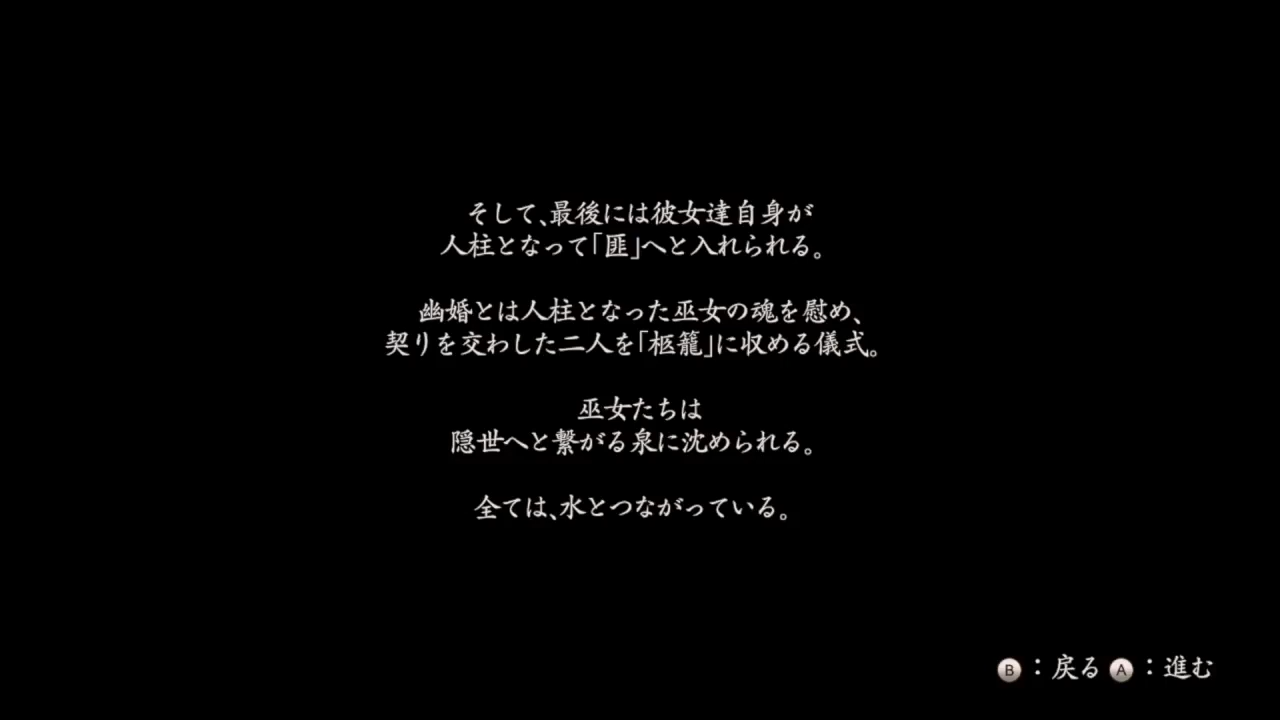 そして、最後には彼女達自身が
人柱となって「匪」へと入れられる。
幽婚とは人柱となった巫女の魂を慰め、
契りを交わした二人を「柩籠」に収める儀式。
巫女たちは
隠世へと繋がる泉に沈められる。
全ては、水とつながっている。
B：戻る A：進む